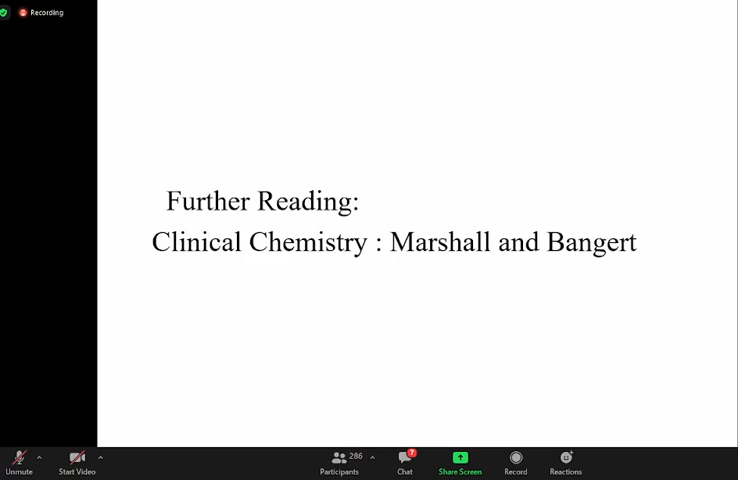 Recording
Further Reading:
Clinical Chemistry : Marshall and Bangert
Unmute
Start Video
286
Participants
7
Chat
Share Screen
Record
Reactions